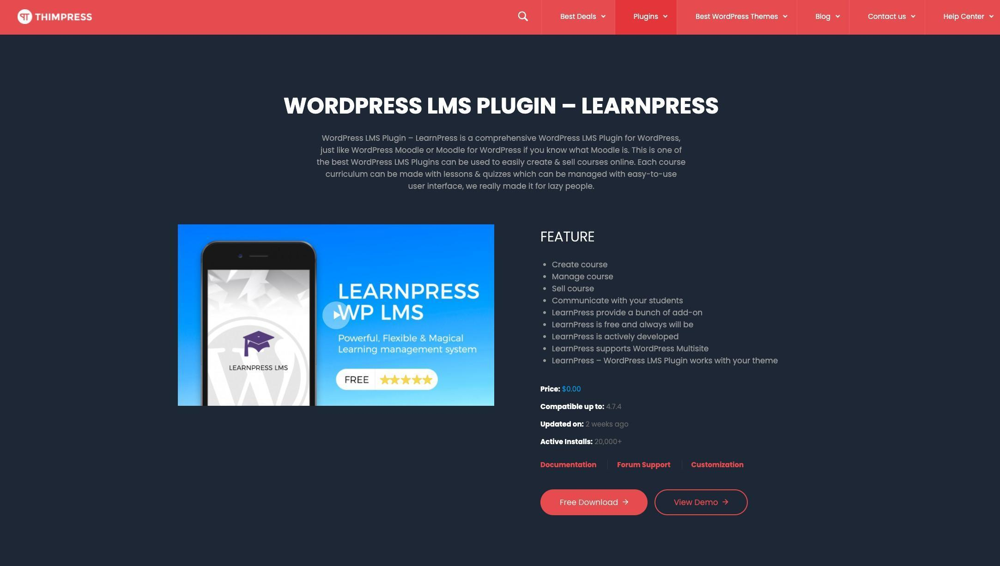 THIMPRESS
Best Deals
Plugins
Best WordPress Themes
Blog
Contact us
Help Center
WORDPRESS LMS PLUGIN – LEARNPRESS
WordPress LMS Plugin – LearnPress is a comprehensive WordPress LMS Plugin for WordPress,
just like WordPress Moodle or Moodle for WordPress if you know what Moodle is. This is one of
the best WordPress LMS Plugins can be used to easily create & sell courses online. Each course
curriculum can be made with lessons & quizzes which can be managed with easy-to-use
user interface, we really made it for lazy people.
LEARNPRESS
WP LMS
Powerful, Flexible & Magical
Learning management system
LEARNPRESS LMS
FREE
FEATURE
• Create course
• Manage course
• Sell course
• Communicate with your students
• LearnPress provide a bunch of add-on
• LearnPress is free and always will be
• LearnPress is actively developed
• LearnPress supports WordPress Multisite
• LearnPress – WordPress LMS Plugin works with your theme
Price: $0.00
Compatible up to: 4.7.4
Updated on: 2 weeks ago
Active Installs: 20,000+
Documentation
Forum Support
Customization
Free Download →
View Demo →